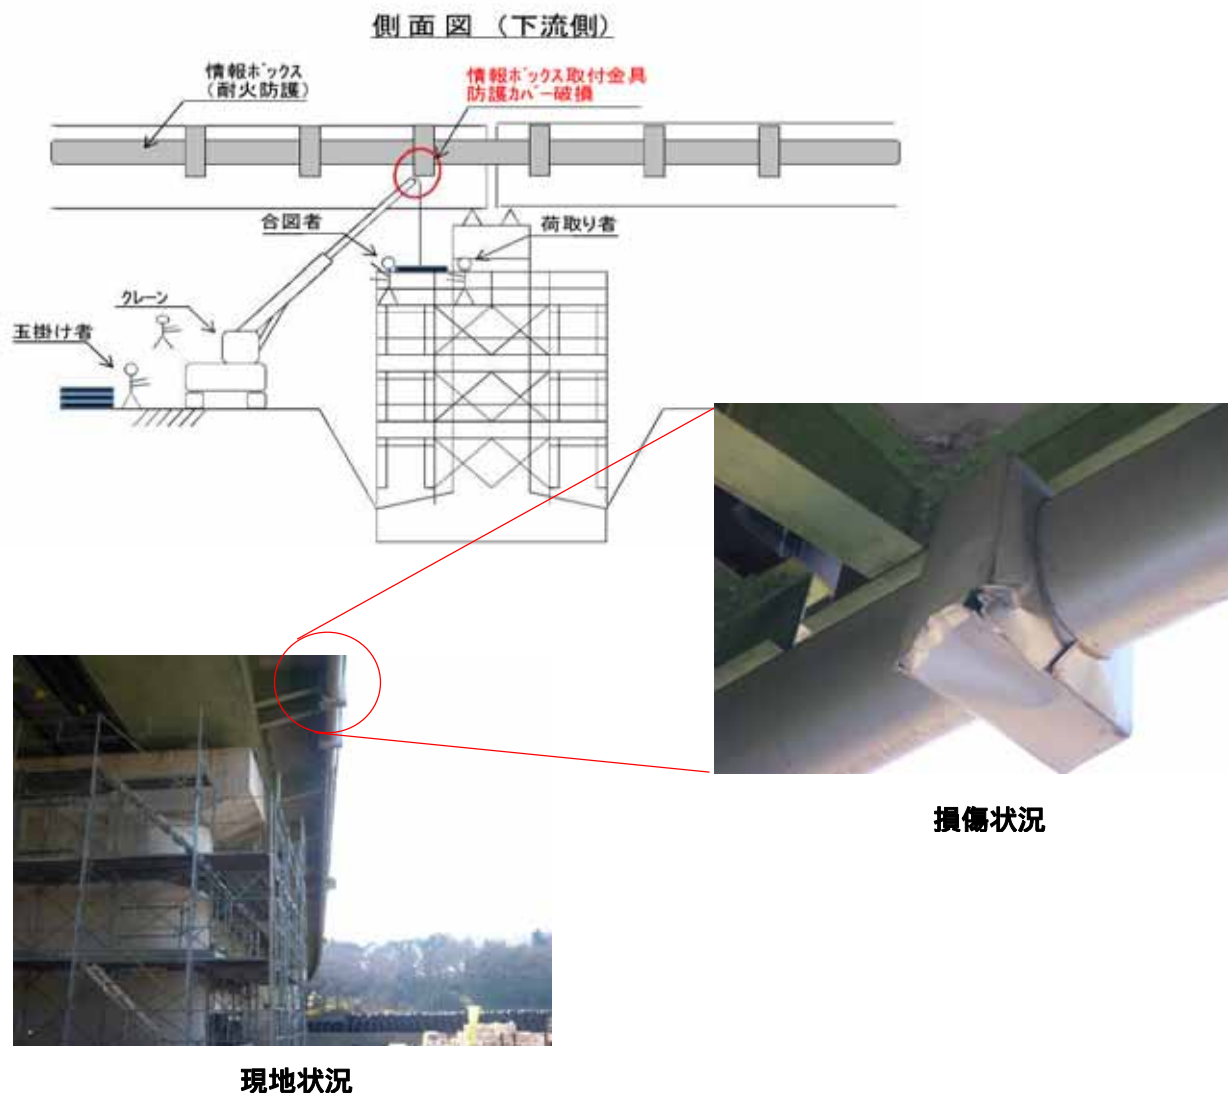 側面図 (下流側)
情報ボックス
(耐火防護)
情報ボックス取付金具
防護カバー破損
合図者
荷取り者
クレーン
玉掛け者
損傷状況
現地状況